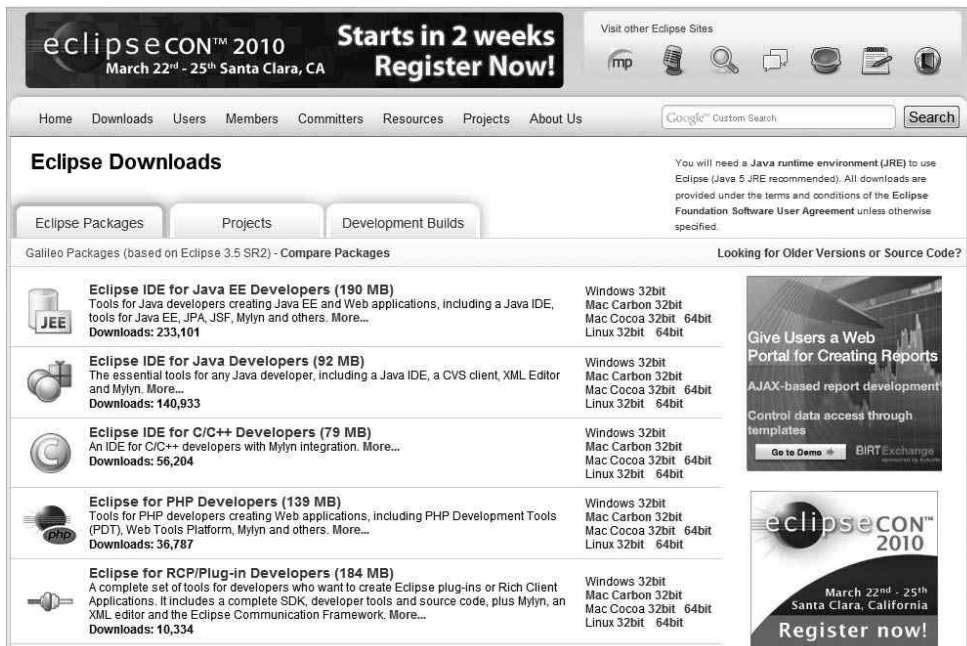 eclipsecon™ 2010
March 22nd - 25th Santa Clara, CA
Starts in 2 weeks
Register Now!
Visit other Eclipse Sites
mp
Home Downloads Users Members Committers Resources Projects About Us
Google™ Custom Search
Search
Eclipse Downloads
You will need a Java runtime environment (JRE) to use
Eclipse (Java 5 JRE recommended). All downloads are
provided under the terms and conditions of the Eclipse
Foundation Software User Agreement unless otherwise
specified.
Eclipse Packages
Projects
Development Builds
Galileo Packages (based on Eclipse 3.5 SR2) - Compare Packages
Looking for Older Versions or Source Code?
JEE
Eclipse IDE for Java EE Developers (190 MB)
Tools for Java developers creating Java EE and Web applications, including a Java IDE,
tools for Java EE, JPA, JSF, Mylyn and others. More...
Downloads: 233,101
Windows 32bit
Mac Carbon 32bit
Mac Cocoa 32bit 64bit
Linux 32bit 64bit
Eclipse IDE for Java Developers (92 MB)
The essential tools for any Java developer, including a Java IDE, a CVS client, XML Editor
and Mylyn. More...
Downloads: 140,933
Windows 32bit
Mac Carbon 32bit
Mac Cocoa 32bit 64bit
Linux 32bit 64bit
C
Eclipse IDE for C/C++ Developers (79 MB)
An IDE for C/C++ developers with Mylyn integration. More...
Downloads: 56,204
Windows 32bit
Mac Carbon 32bit
Mac Cocoa 32bit 64bit
Linux 32bit 64bit
php
Eclipse for PHP Developers (139 MB)
Tools for PHP developers creating Web applications, including PHP Development Tools
(PDT), Web Tools Platform, Mylyn and others. More...
Downloads: 36,787
Windows 32bit
Mac Carbon 32bit
Mac Cocoa 32bit 64bit
Linux 32bit 64bit
Eclipse for RCP/Plug-in Developers (184 MB)
A complete set of tools for developers who want to create Eclipse plug-ins or Rich Client
Applications. It includes a complete SDK, developer tools and source code, plus Mylyn, an
XML editor and the Eclipse Communication Framework. More...
Downloads: 10,334
Windows 32bit
Mac Carbon 32bit
Mac Cocoa 32bit 64bit
Linux 32bit 64bit
Give Users a Web
Portal for Creating Reports
AJAX-based report development
Control data access through
templates
Go to Demo
BIRT Exchange
eclipsecon™
2010
March 22nd - 25th
Santa Clara, California
Register now!